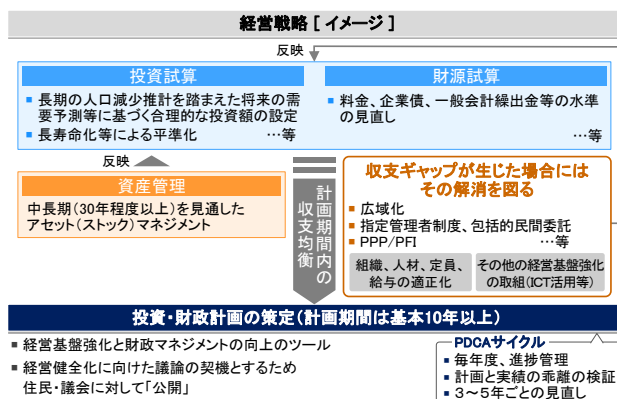 経営戦略 [ イメージ ]
反映
投資試算
▪ 長期の人口減少推計を踏まえた将来の需
要予測等に基づく合理的な投資額の設定
▪ 長寿命化等による平準化 …等
財源試算
▪ 料金、企業債、一般会計繰出金等の水準
の見直し
…等
反映
資産管理
中長期（30年程度以上）を見通した
アセット（ストック）マネジメント
計画期間内の
収支均衡
収支ギャップが生じた場合には
その解消を図る
▪ 広域化
▪ 指定管理者制度、包括的民間委託
▪ PPP/PFI …等
組織、人材、定員、
給与の適正化
その他の経営基盤強化
の取組(ICT活用等)
投資・財政計画の策定（計画期間は基本10年以上）
▪ 経営基盤強化と財政マネジメントの向上のツール
▪ 経営健全化に向けた議論の契機とするため
住民・議会に対して「公開」
PDCAサイクル
▪ 毎年度、進捗管理
▪ 計画と実績の乖離の検証
▪ 3～5年ごとの見直し